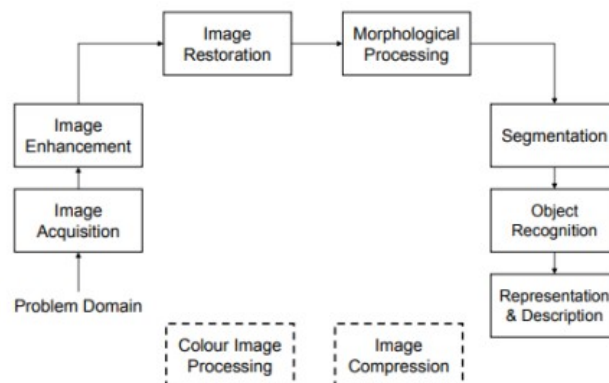 Image
Restoration
Morphological
Processing
Image
Enhancement
Segmentation
Image
Acquisition
Object
Recognition
Problem Domain
Representation
& Description
Colour Image
Processing
Image
Compression